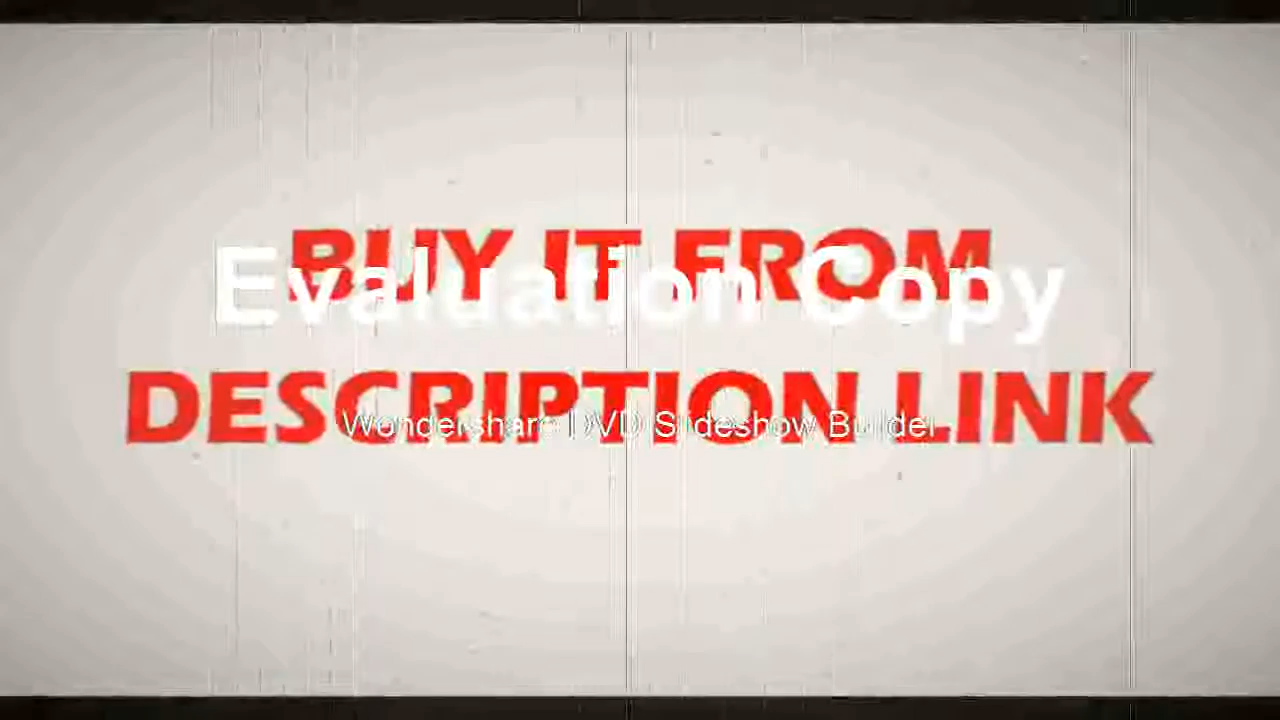 BUY IT FROM
Evaluation Copy
DESCRIPTION LINK
Wondershare DVD Slideshow Builder